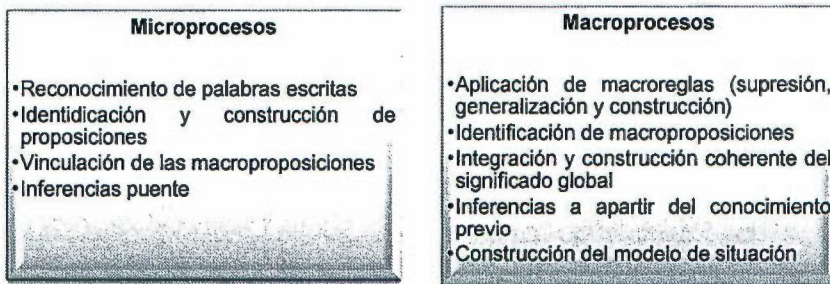 Microprocesos
•Reconocimiento de palabras escritas
•Identidicación y construcción de
proposiciones
•Vinculación de las macroproposiciones
•Inferencias puente
Macroprocesos
•Aplicación de macroreglas (supresión,
generalización y construcción)
•Identificación de macroproposiciones
•Integración y construcción coherente del
significado global
•Inferencias a apartir del conocimiento
previo
•Construcción del modelo de situación